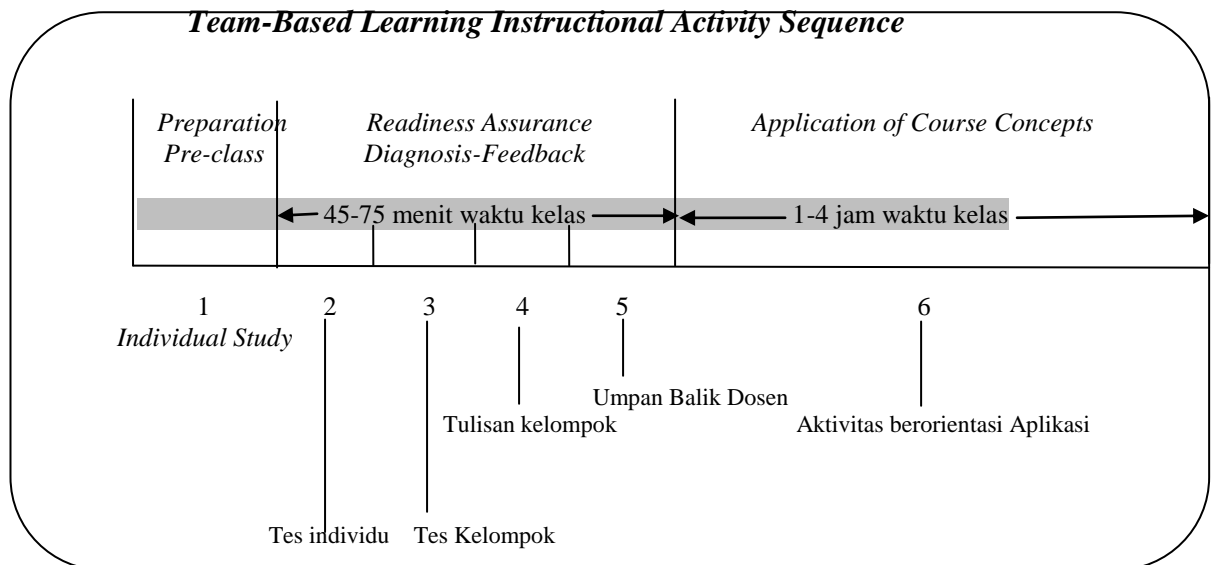 Team-Based Learning Instructional Activity Sequence
Preparation
Pre-class
Readiness Assurance
Diagnosis-Feedback
Application of Course Concepts
45-75 menit waktu kelas
1-4 jam waktu kelas
1
2
3
4
5
6
Individual Study
Umpan Balik Dosen
Tulisan kelompok
Aktivitas berorientasi Aplikasi
Tes individu
Tes Kelompok